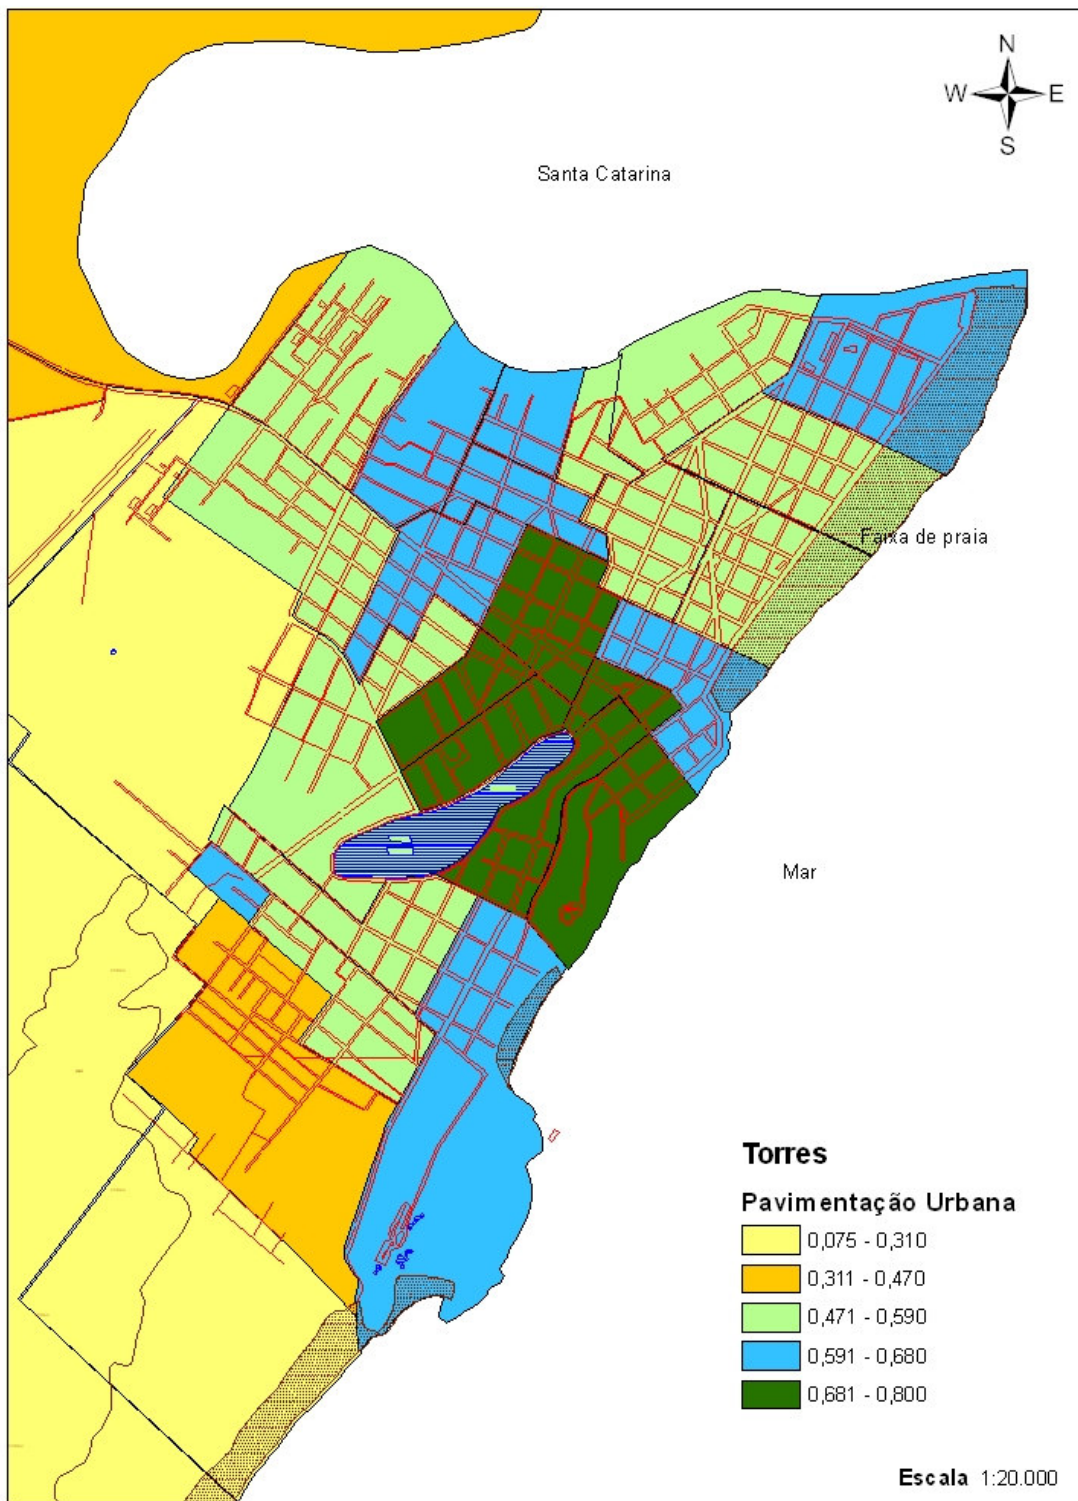 N
W E
S
Santa Catarina
Faixa de praia
Mar
Torres
Pavimentação Urbana
0,075 - 0,310
0,311 - 0,470
0,471 - 0,590
0,591 - 0,680
0,681 - 0,800
Escala 1:20.000